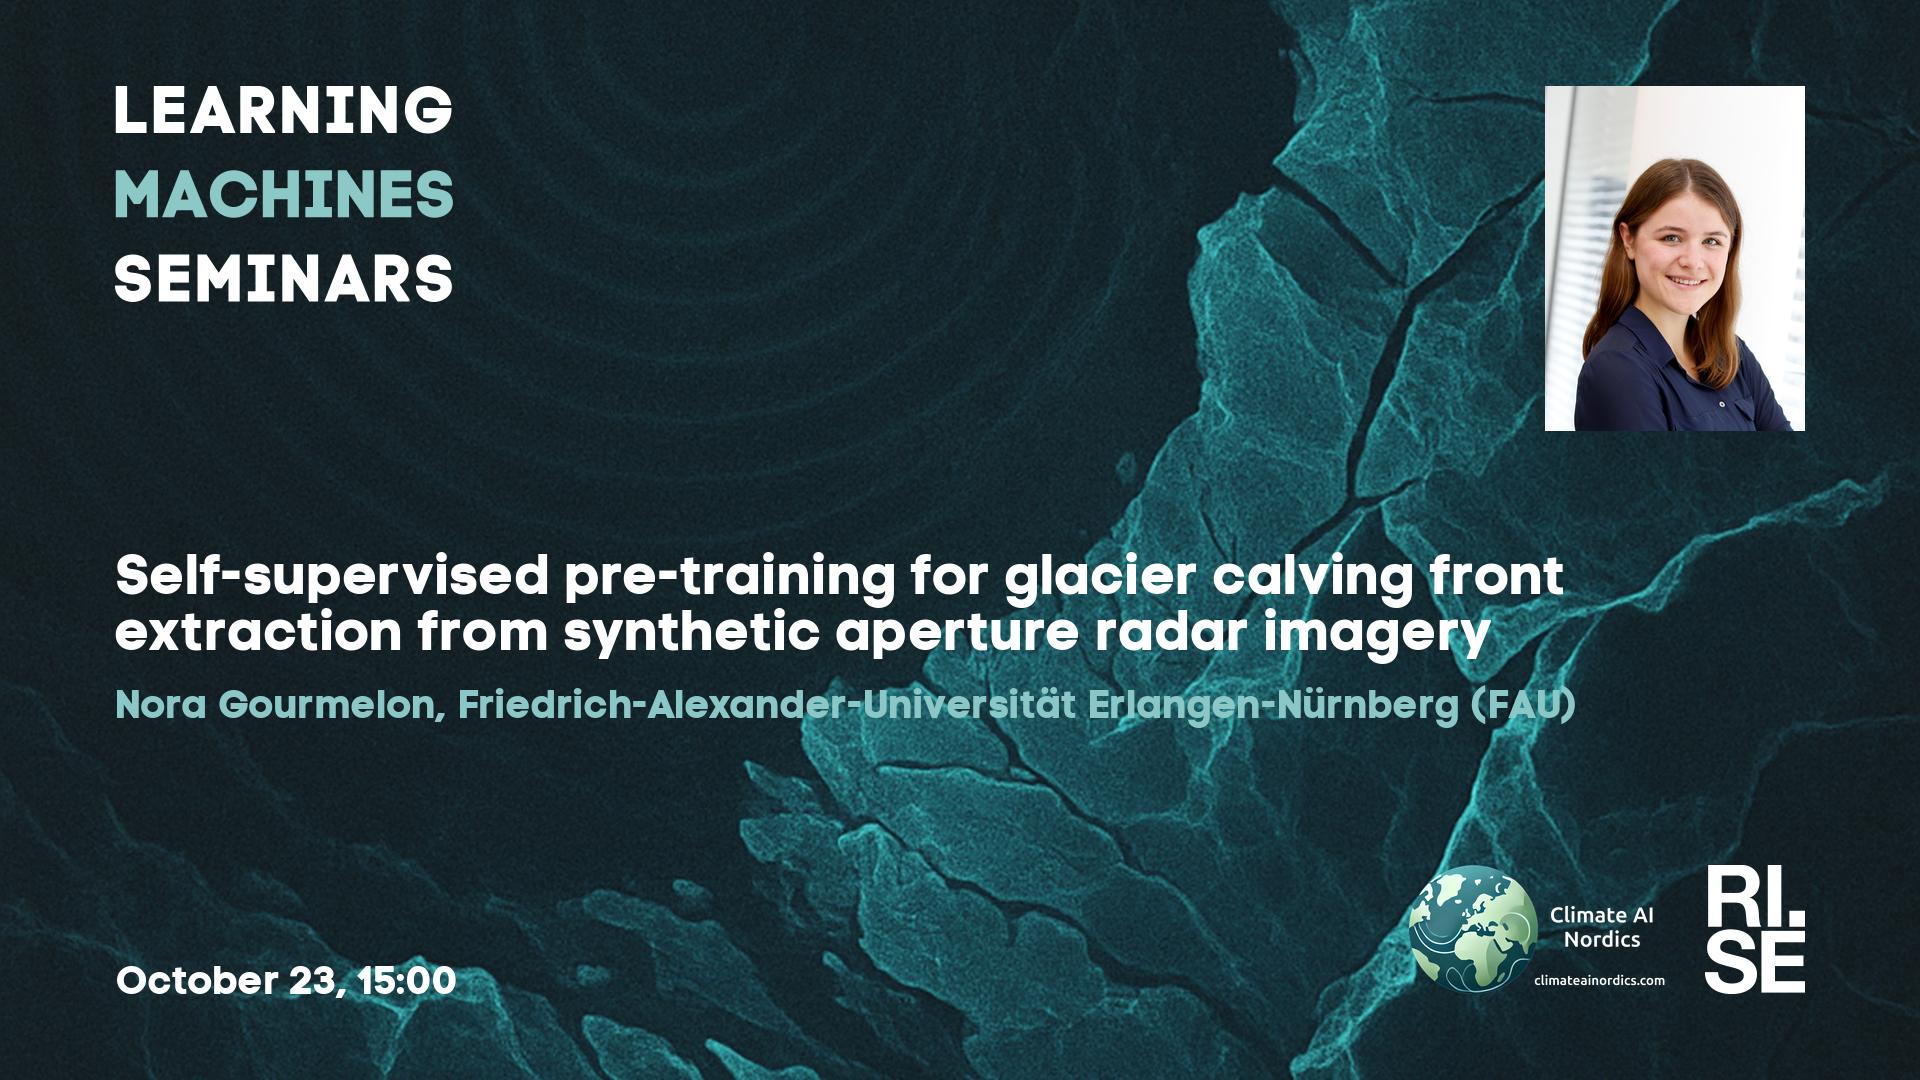 LEARNING
MACHINES
SEMINARS
Self-supervised pre-training for glacier calving front
extraction from synthetic aperture radar imagery
Nora Gourmelon, Friedrich-Alexander-Universität Erlangen-Nürnberg (FAU)
October 23, 15:00
Climate AI
Nordics
climateainordics.com
RI.
SE